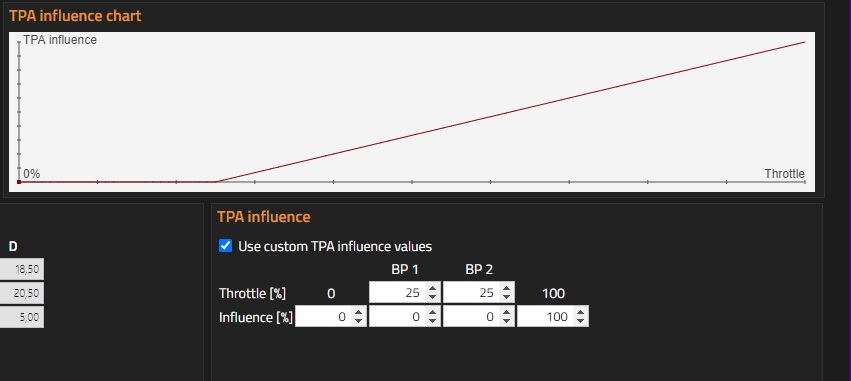 TPA influence chart
TPA influence
0%
Throttle
D
18,50
20,50
5,00
TPA influence
Use custom TPA influence values
BP 1 BP 2
Throttle [%] 0 25 25 100
Influence [%] 0 0 0 100